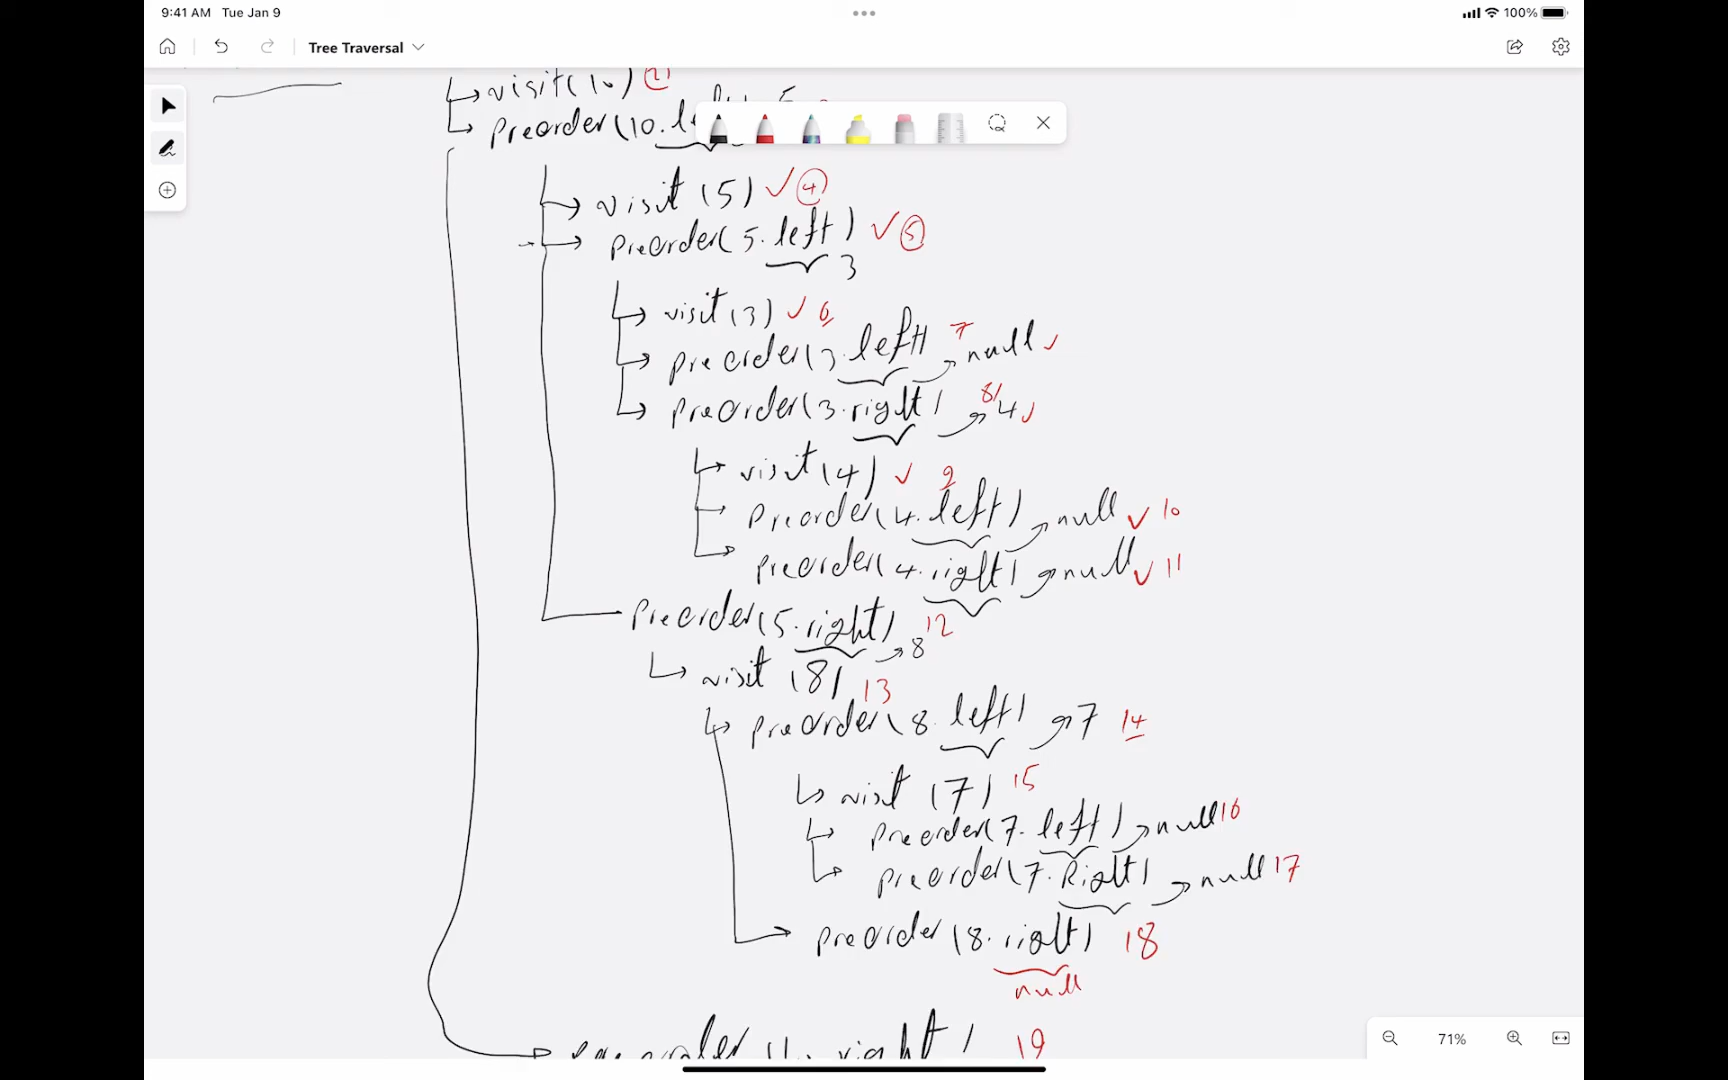 9:41 AM Tue Jan 9
100%
Tree Traversal
visit(10) 2
preorder(10.le
visit (5) ✓ 4
preorder(5.left) ✓ 5
3
visit(3) ✓ 6
preorder(3.left) 7 null ✓
preorder(3.right) 8 4 ✓
visit(4) ✓ 9
preorder(4.left) null ✓ 10
preorder(4.right) null ✓ 11
preorder(5.right) 12
8
visit (8) 13
preorder(8.left) 7 14
visit (7) 15
preorder(7.left) null 16
preorder(7.Right) null 17
preorder(8.right) 18
null
right) 19
71%